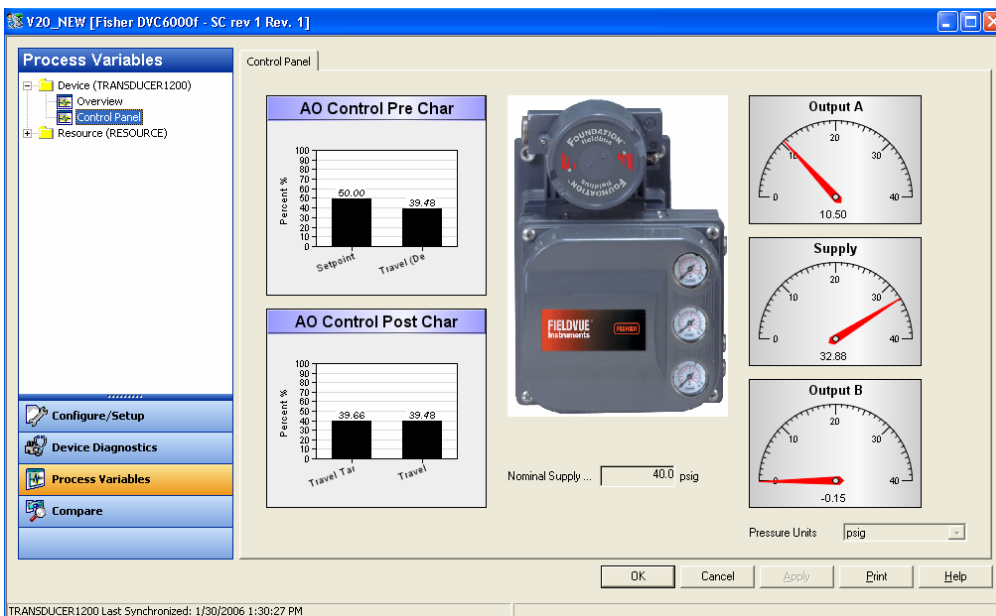 V20_NEW [Fisher DVC6000f - SC rev 1 Rev. 1]
Process Variables
Device (TRANSDUCER1200)
Overview
Control Panel
Resource (RESOURCE)
Configure/Setup
Device Diagnostics
Process Variables
Compare
Control Panel
AO Control Pre Char
Percent %
100
90
80
70
60
50
40
30
20
10
0
50.00
39.48
Setpoint
Travel (De
AO Control Post Char
Percent %
100
90
80
70
60
50
40
30
20
10
0
39.66
39.48
Travel Tar
Travel
FOUNDATION
fieldbus
FOUNDATION
fieldbus
FIELDVUE
Instruments
PREMIER
Nominal Supply ... 40.0 psig
Output A
0 10 20 30 40
10.50
Supply
0 10 20 30 40
32.88
Output B
0 10 20 30 40
-0.15
Pressure Units psig
OK Cancel Apply Print Help
TRANSDUCER1200 Last Synchronized: 1/30/2006 1:30:27 PM